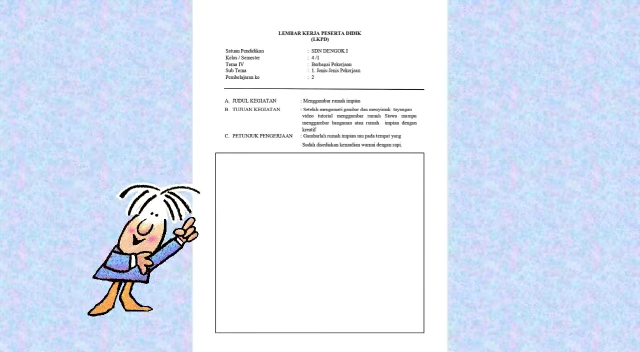 LEMBAR KERJA PESERTA DIDIK
(LKPD)
Satuan Pendidikan : SDN DENGOK I
Kelas / Semester : 4 /1
Tema IV : Berbagai Pekerjaan
Sub Tema : 1. Jenis-Jenis Pekerjaan
Pembelajaran ke : 2
A. JUDUL KEGIATAN : Menggambar rumah impian
B TUJUAN KEGIATAN : Setelah mengamati gambar dan menyimak tayangan
video tutorial menggambar rumah Siswa mampu
menggambar bangunan atau rumah impian dengan
kreatif
C. PETUNJUK PENGERJAAN : Gambarlah rumah impian mu pada tempat yang
Sudah disediakan kemudian warnai dengan rapi.